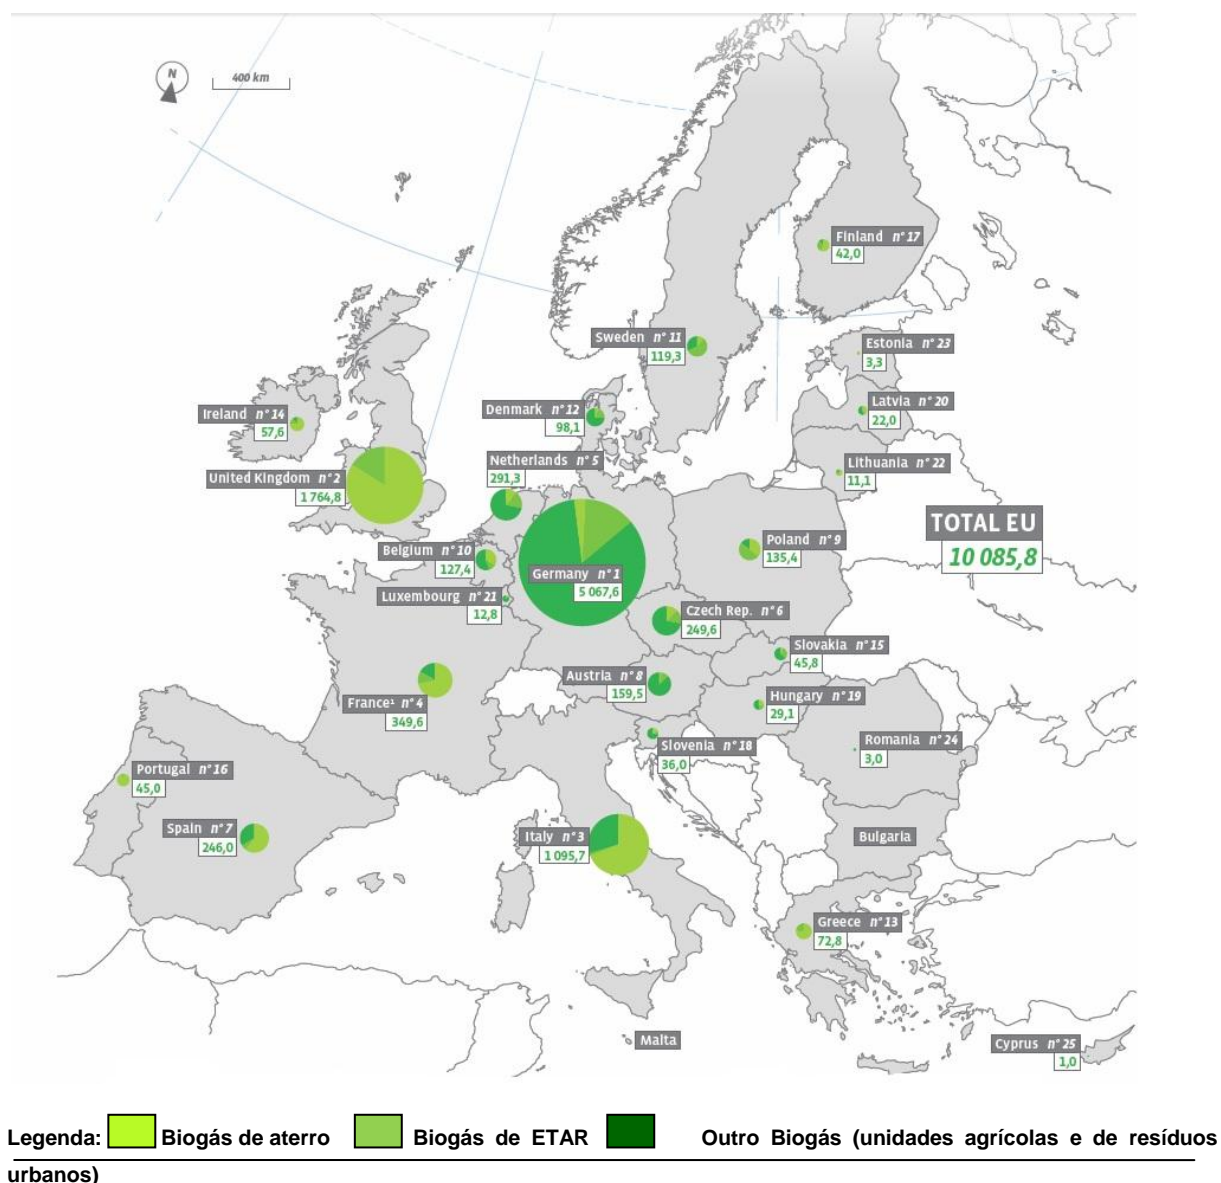 N
400 km
Finland n° 17
42,0
Sweden n° 11
119,3
Estonia n° 23
3,3
Latvia n° 20
22,0
Ireland n° 14
57,6
Denmark n° 12
98,1
Netherlands n° 5
291,3
Lithuania n° 22
11,1
United Kingdom n° 2
1 764,8
TOTAL EU
10 085,8
Belgium n° 10
127,4
Poland n° 9
135,4
Germany n° 1
5 067,6
Luxembourg n° 21
12,8
Czech Rep. n° 6
249,6
Slovakia n° 15
45,8
Austria n° 8
159,5
France¹ n° 4
349,6
Hungary n° 19
29,1
Slovenia n° 18
36,0
Romania n° 24
3,0
Portugal n° 16
45,0
Spain n° 7
246,0
Italy n° 3
1 095,7
Bulgaria
Greece n° 13
72,8
Malta
Cyprus n° 25
1,0
Legenda: Biogás de aterro Biogás de ETAR Outro Biogás (unidades agrícolas e de resíduos
urbanos)